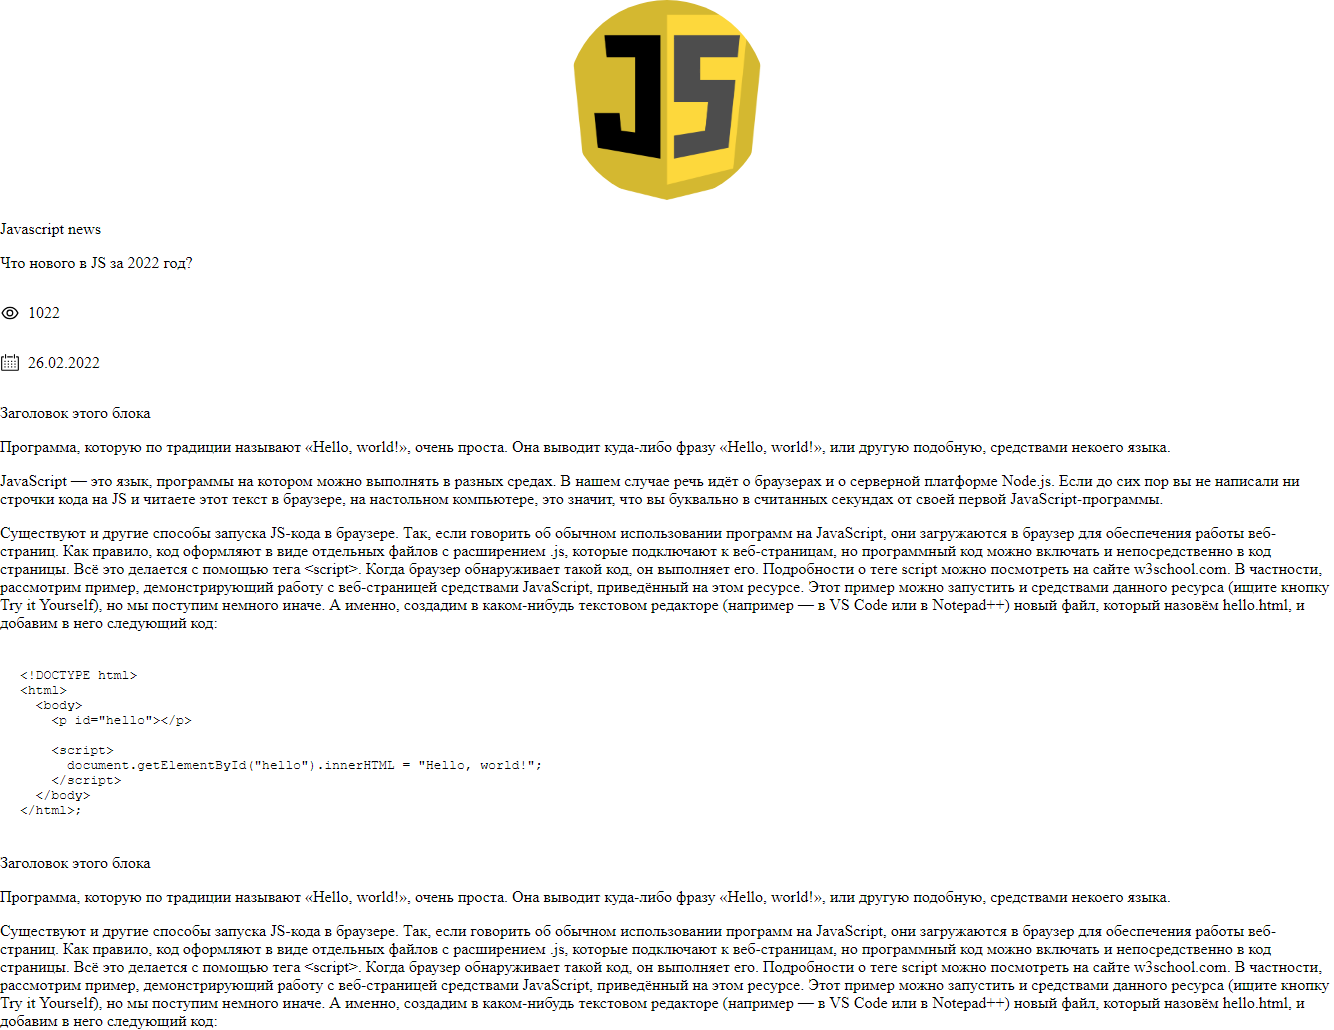 JS
Javascript news
Что нового в JS за 2022 год?
1022
26.02.2022
Заголовок этого блока
Программа, которую по традиции называют «Hello, world!», очень проста. Она выводит куда-либо фразу «Hello, world!», или другую подобную, средствами некоего языка.
JavaScript — это язык, программы на котором можно выполнять в разных средах. В нашем случае речь идёт о браузерах и о серверной платформе Node.js. Если до сих пор вы не написали ни
строчки кода на JS и читаете этот текст в браузере, на настольном компьютере, это значит, что вы буквально в считанных секундах от своей первой JavaScript-программы.
Существуют и другие способы запуска JS-кода в браузере. Так, если говорить об обычном использовании программ на JavaScript, они загружаются в браузер для обеспечения работы веб-
страниц. Как правило, код оформляют в виде отдельных файлов с расширением .js, которые подключают к веб-страницам, но программный код можно включать и непосредственно в код
страницы. Всё это делается с помощью тега <script>. Когда браузер обнаруживает такой код, он выполняет его. Подробности о теге script можно посмотреть на сайте w3school.com. В частности,
рассмотрим пример, демонстрирующий работу с веб-страницей средствами JavaScript, приведённый на этом ресурсе. Этот пример можно запустить и средствами данного ресурса (ищите кнопку
Try it Yourself), но мы поступим немного иначе. А именно, создадим в каком-нибудь текстовом редакторе (например — в VS Code или в Notepad++) новый файл, который назовём hello.html, и
добавим в него следующий код:
<!DOCTYPE html>
<html>
<body>
<p id="hello"></p>
<script>
document.getElementById("hello").innerHTML = "Hello, world!";
</script>
</body>
</html>;
Заголовок этого блока
Программа, которую по традиции называют «Hello, world!», очень проста. Она выводит куда-либо фразу «Hello, world!», или другую подобную, средствами некоего языка.
Существуют и другие способы запуска JS-кода в браузере. Так, если говорить об обычном использовании программ на JavaScript, они загружаются в браузер для обеспечения работы веб-
страниц. Как правило, код оформляют в виде отдельных файлов с расширением .js, которые подключают к веб-страницам, но программный код можно включать и непосредственно в код
страницы. Всё это делается с помощью тега <script>. Когда браузер обнаруживает такой код, он выполняет его. Подробности о теге script можно посмотреть на сайте w3school.com. В частности,
рассмотрим пример, демонстрирующий работу с веб-страницей средствами JavaScript, приведённый на этом ресурсе. Этот пример можно запустить и средствами данного ресурса (ищите кнопку
Try it Yourself), но мы поступим немного иначе. А именно, создадим в каком-нибудь текстовом редакторе (например — в VS Code или в Notepad++) новый файл, который назовём hello.html, и
добавим в него следующий код: